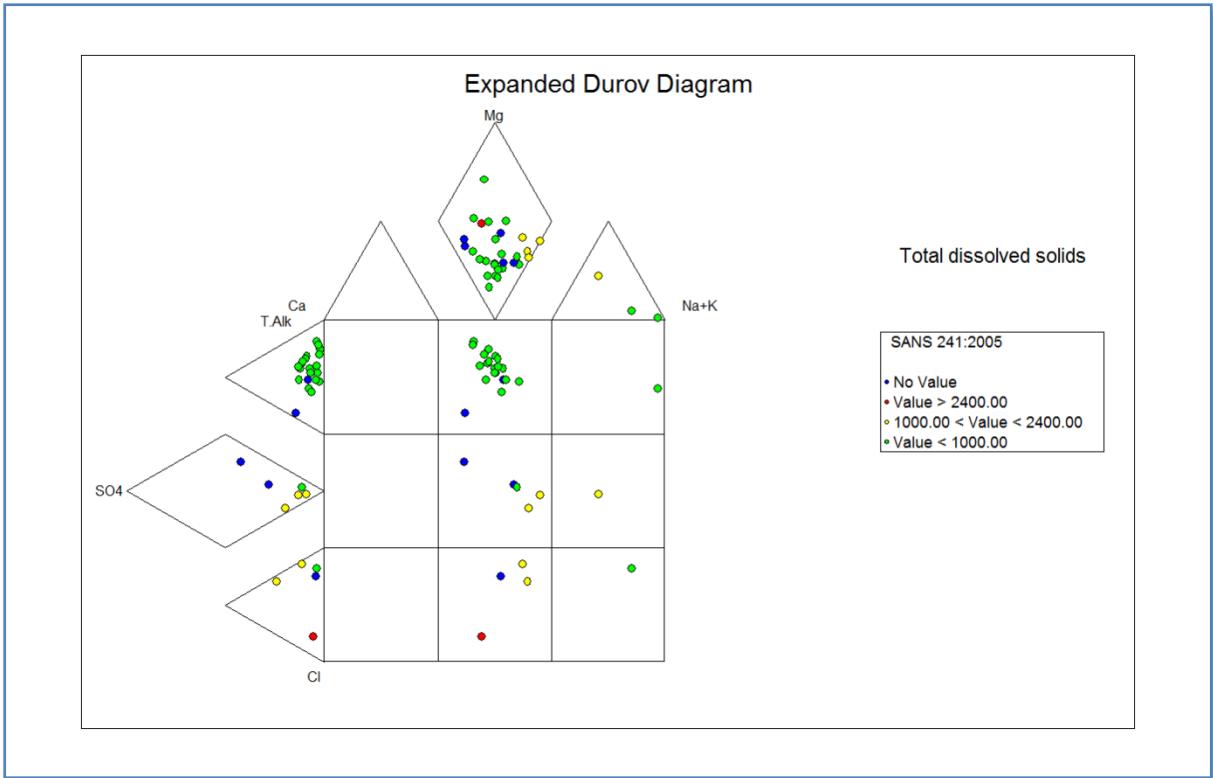 Expanded Durov Diagram
Mg
Total dissolved solids
Ca
Na+K
T.Alk
SANS 241:2005
No Value
Value > 2400.00
1000.00 < Value < 2400.00
Value < 1000.00
SO4
Cl